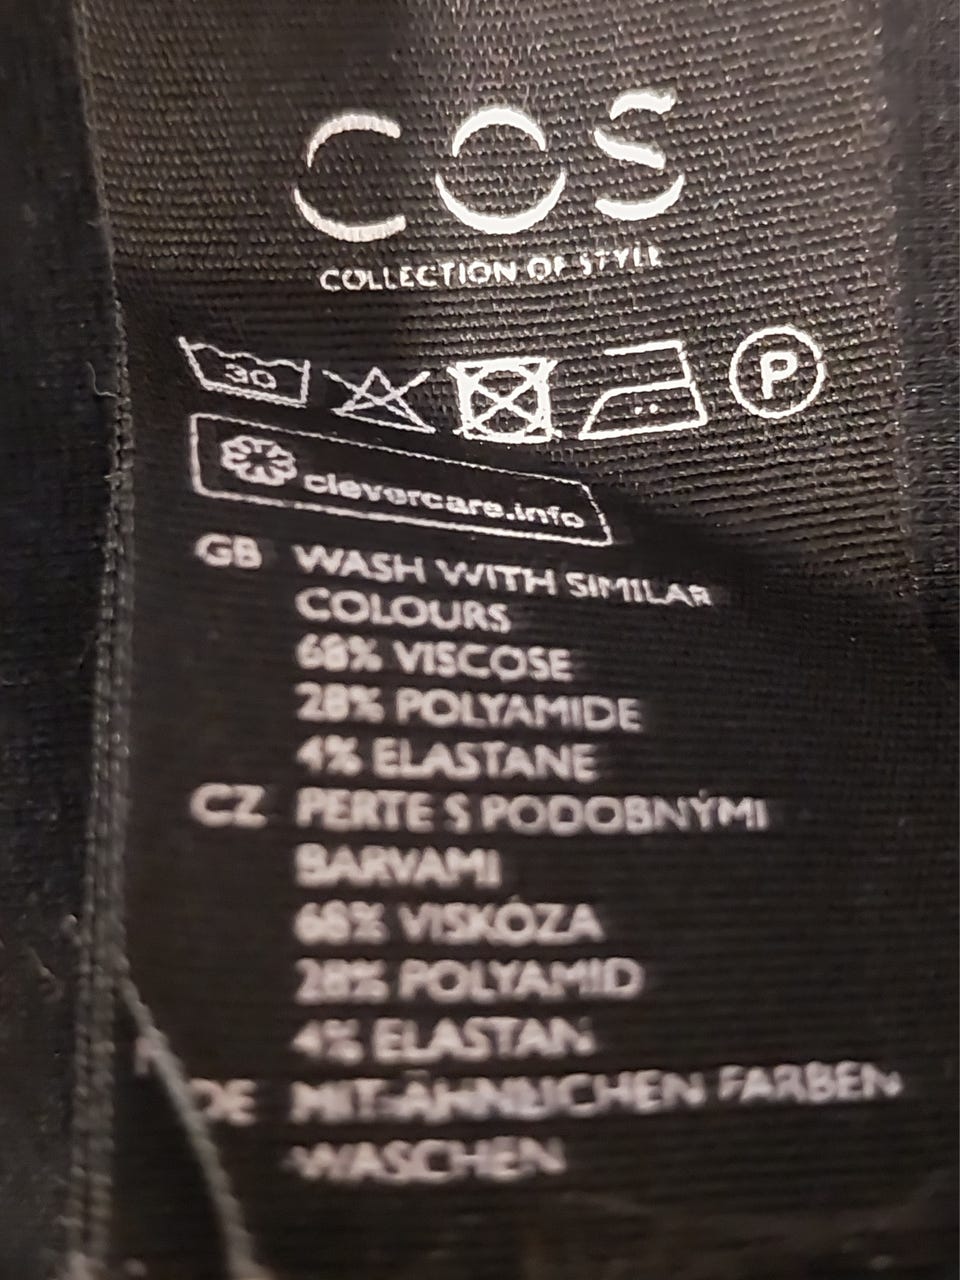 COS
COLLECTION OF STYLE
30
P
clevercare.info
GB WASH WITH SIMILAR
COLOURS
68% VISCOSE
28% POLYAMIDE
4% ELASTANE
CZ PERTE S PODOBNÝMI
BARVAMI
68% VISKÓZA
28% POLYAMID
4% ELASTAN
DE MIT ÄHNLICHEN FARBEN
WASCHEN